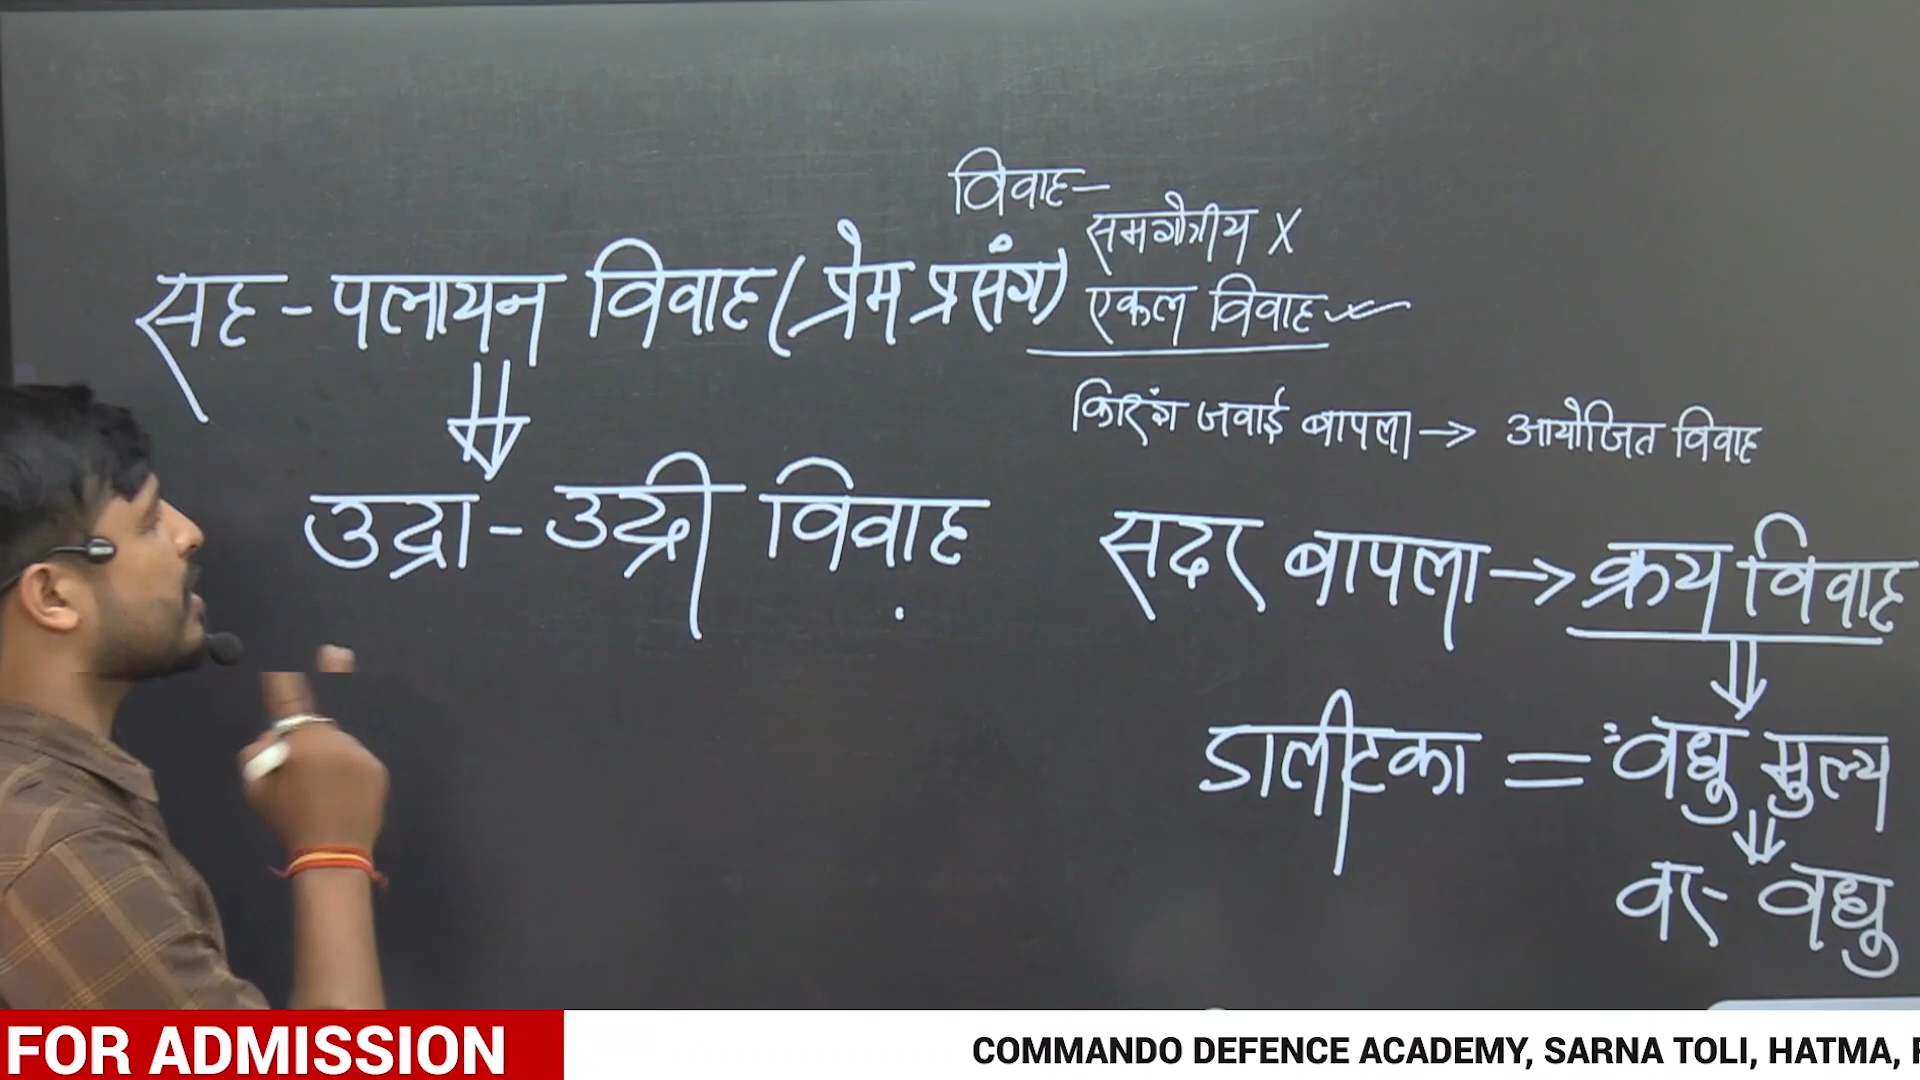 विवाह-
समगोत्रीय X
एकल विवाह
सह-पलायन विवाह (प्रेम प्रसंग)
उद्रा-उद्री विवाह
किरिंग जवाई बापला → आयोजित विवाह
सदर बापला → क्रय विवाह
डालीटका = वधु मुल्य
वर- वधु
FOR ADMISSION
COMMANDO DEFENCE ACADEMY, SARNA TOLI, HATMA,